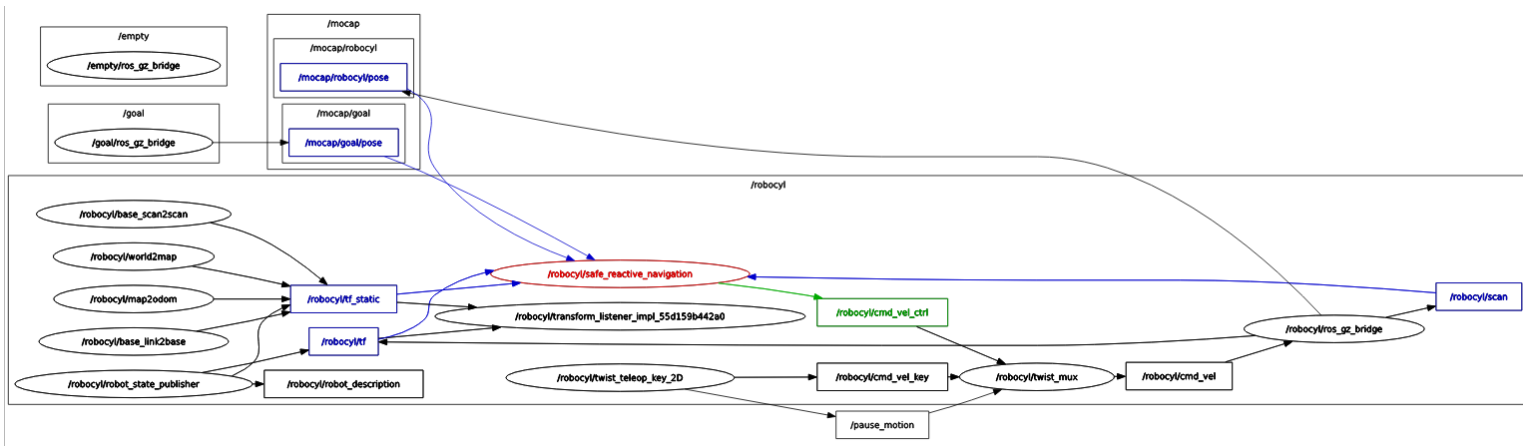 /mocap
/empty
/mocap/robocyl
/empty/ros_gz_bridge
/mocap/robocyl/pose
/goal
/mocap/goal
/goal/ros_gz_bridge
/mocap/goal/pose
/robocyl
/robocyl/base_scan2scan
/robocyl/world2map
/robocyl/safe_reactive_navigation
/robocyl/map2odom
/robocyl/tf_static
/robocyl/scan
/robocyl/transform_listener_impl_55d159b442a0
/robocyl/cmd_vel_ctrl
/robocyl/ros_gz_bridge
/robocyl/base_link2base
/robocyl/tf
/robocyl/robot_state_publisher
/robocyl/robot_description
/robocyl/twist_teleop_key_2D
/robocyl/cmd_vel_key
/robocyl/twist_mux
/robocyl/cmd_vel
/pause_motion